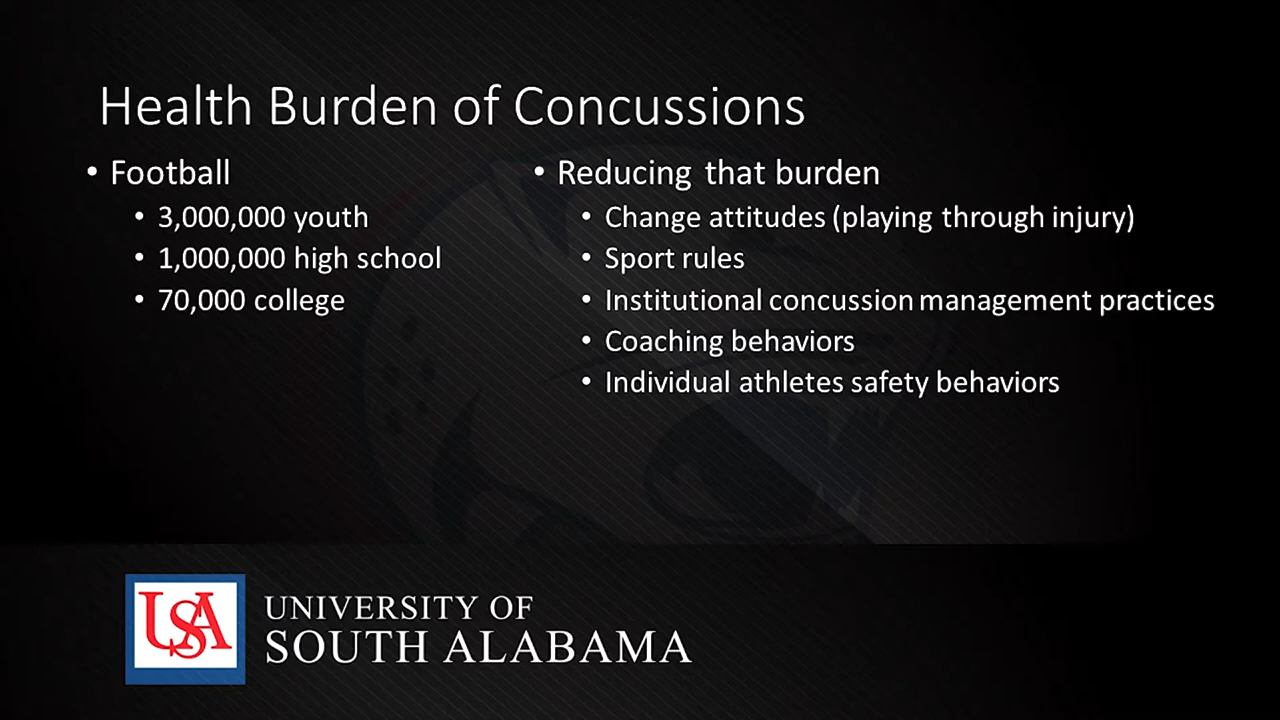 Health Burden of Concussions
• Football
• 3,000,000 youth
• 1,000,000 high school
• 70,000 college
• Reducing that burden
• Change attitudes (playing through injury)
• Sport rules
• Institutional concussion management practices
• Coaching behaviors
• Individual athletes safety behaviors
USA
UNIVERSITY OF
SOUTH ALABAMA